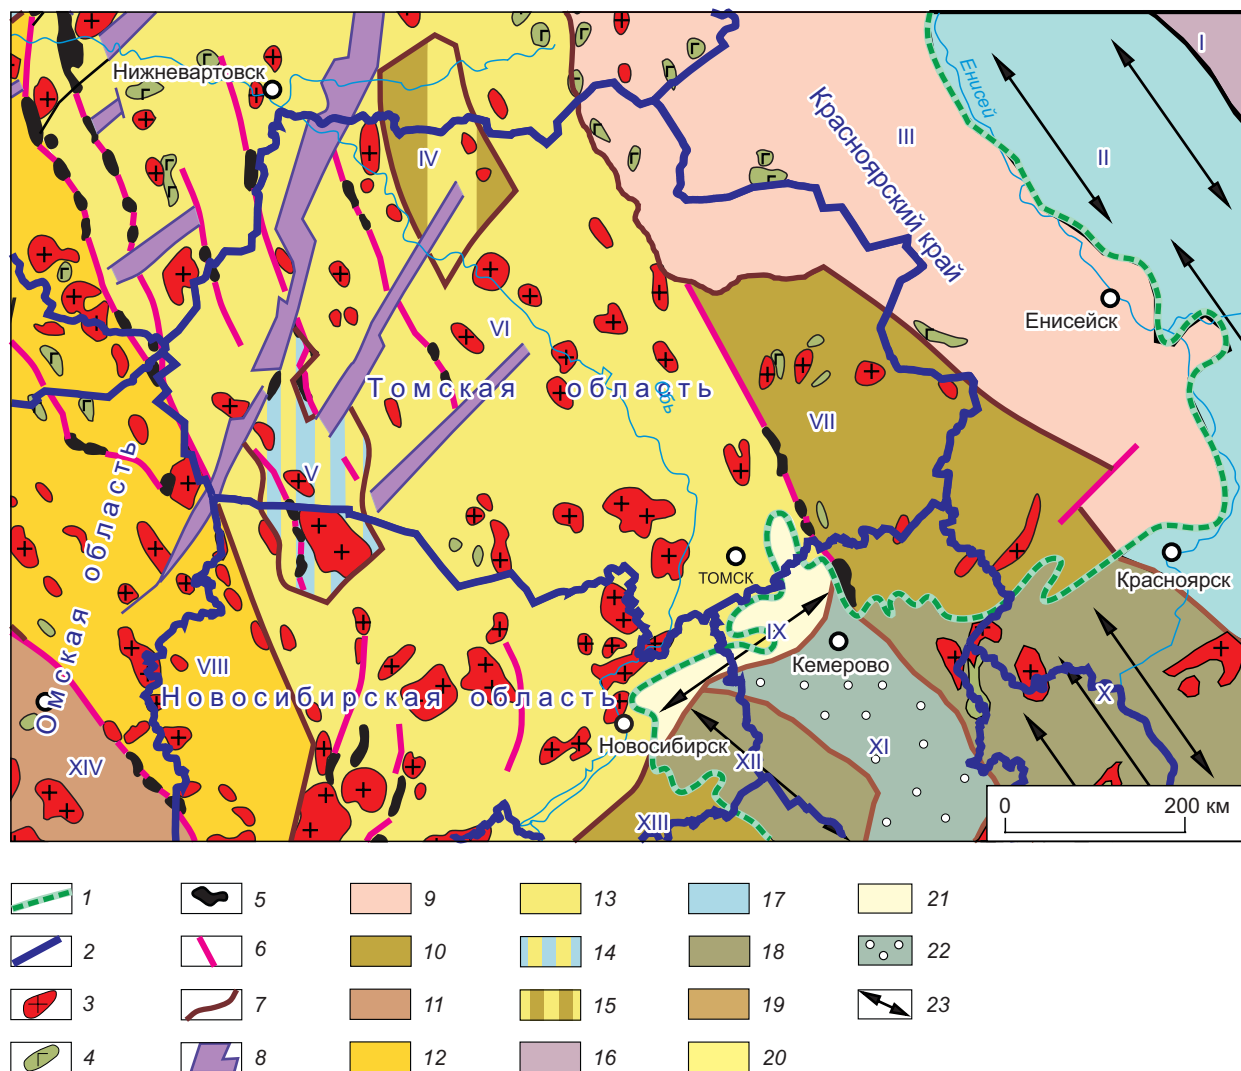 I
Енисей
Нижневартовск
Красноярский край
III
II
IV
Енисейск
VI
Томская область
Обь
VII
V
Омская область
ТОМСК
Красноярск
IX
Кемерово
VIII
Новосибирская область
X
Новосибирск
XI
XII
XIV
XIII
0 200 км
1 5 9 13 17 21
2 6 10 14 18 22
3 7 11 15 19 23
4 8 12 16 20